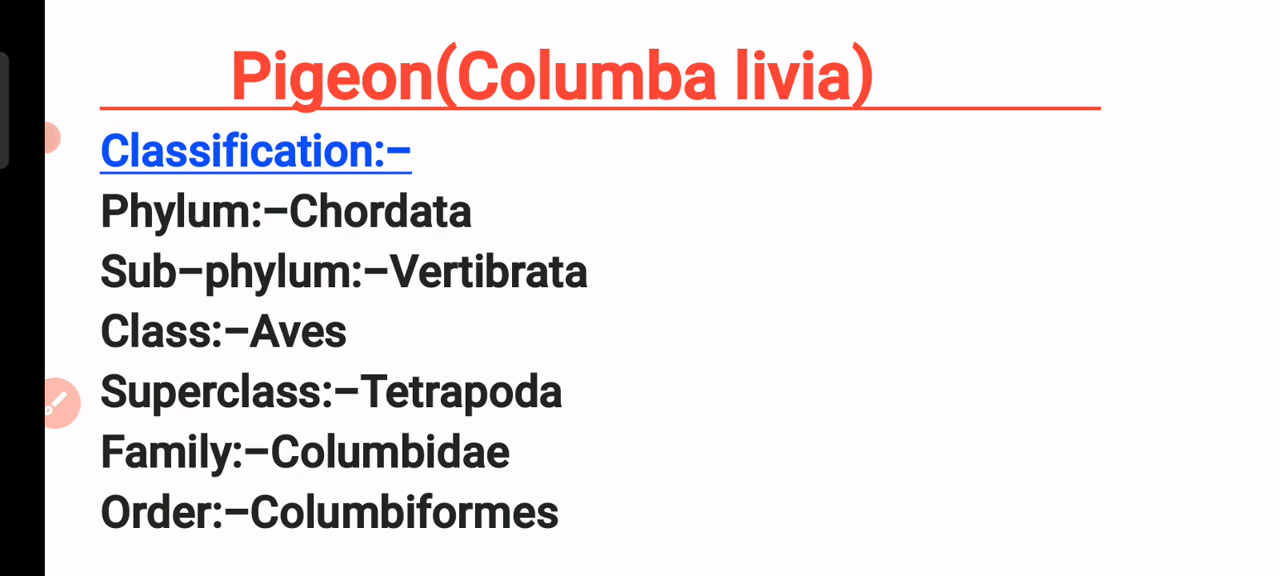 Pigeon(Columba livia)
Classification:–
Phylum:–Chordata
Sub–phylum:–Vertibrata
Class:–Aves
Superclass:–Tetrapoda
Family:–Columbidae
Order:–Columbiformes